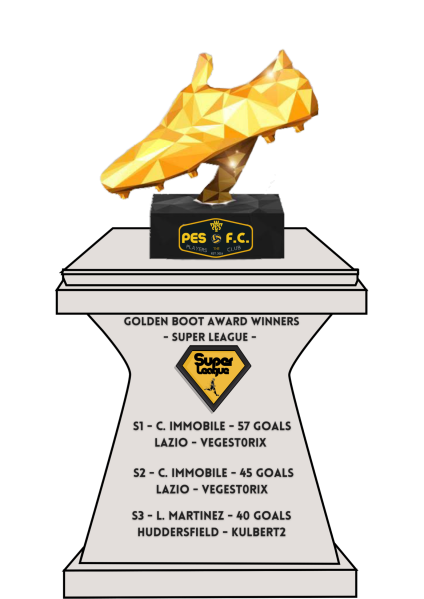 PES F.C.
PLAYERS THE CLUB
GOLDEN BOOT AWARD WINNERS
- SUPER LEAGUE -
Super
League
S1 - C. IMMOBILE - 57 GOALS
LAZIO - VEGEST0RIX
S2 - C. IMMOBILE - 45 GOALS
LAZIO - VEGEST0RIX
S3 - L. MARTINEZ - 40 GOALS
HUDDERSFIELD - KULBERT2